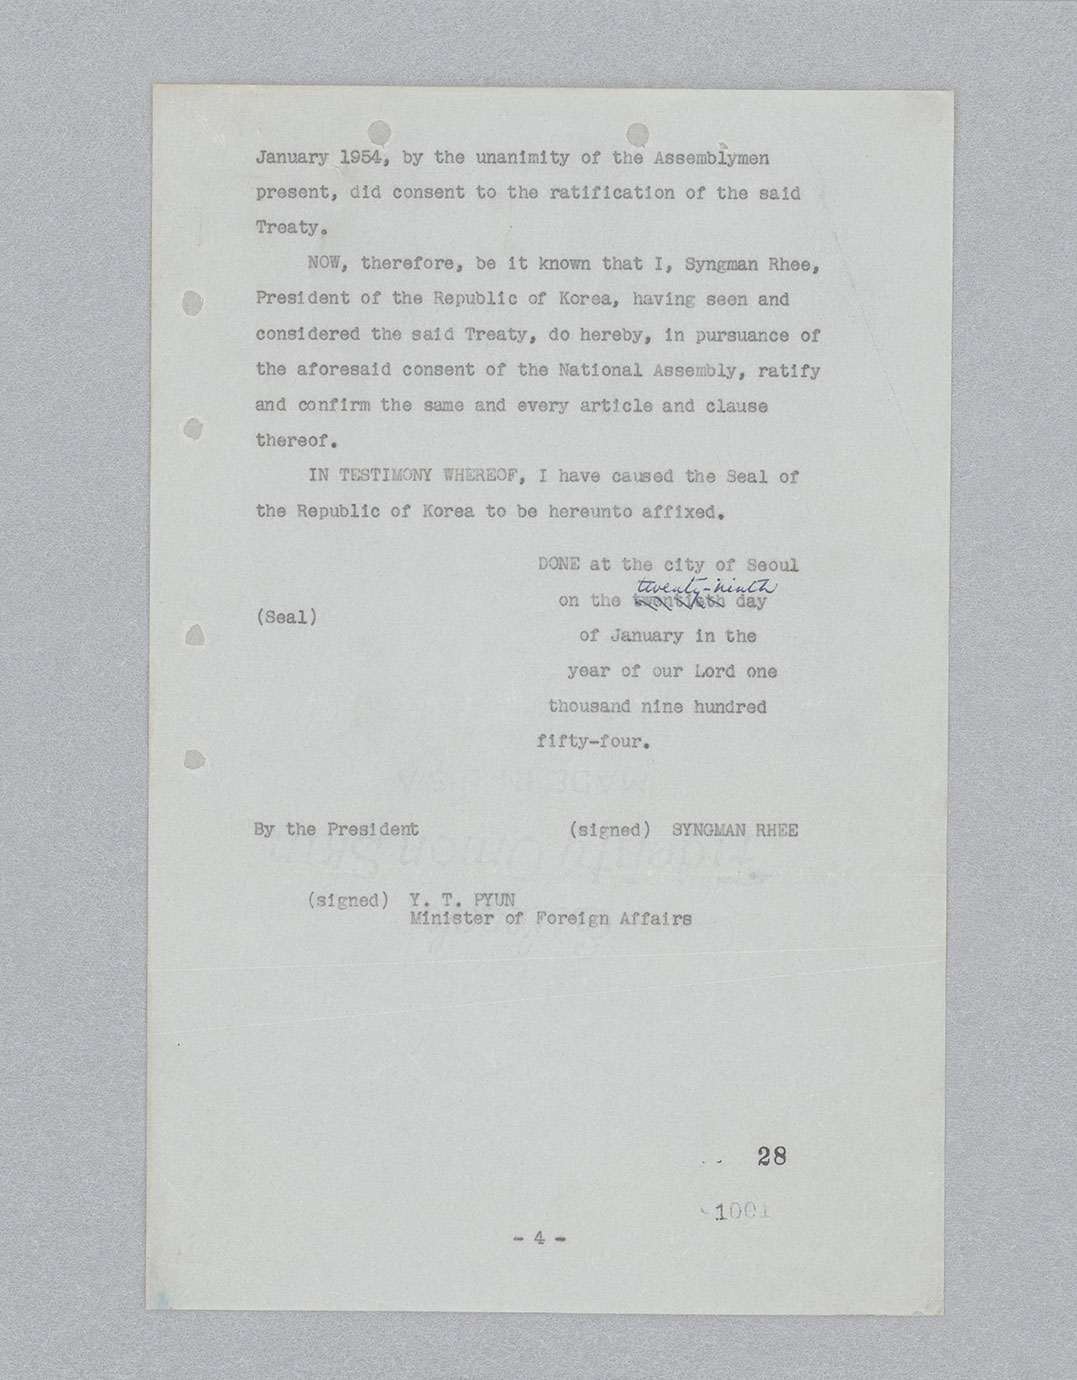 January 1954, by the unanimity of the Assemblymen
present, did consent to the ratification of the said
Treaty.
NOW, therefore, be it known that I, Syngman Rhee,
President of the Republic of Korea, having seen and
considered the said Treaty, do hereby, in pursuance of
the aforesaid consent of the National Assembly, ratify
and confirm the same and every article and clause
thereof.
IN TESTIMONY WHEREOF, I have caused the Seal of
the Republic of Korea to be hereunto affixed.
DONE at the city of Seoul
twenty-ninth
on the twentieth day
(Seal)
of January in the
year of our Lord one
thousand nine hundred
fifty-four.
By the President (signed) SYNGMAN RHEE
(signed) Y. T. PYUN
Minister of Foreign Affairs
28
1001
- 4 -